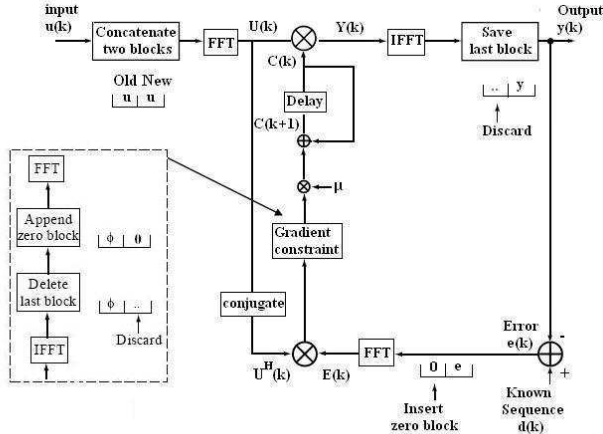 input
u(k)
Concatenate
two blocks
FFT
U(k)
Y(k)
IFFT
Save
last block
Output
y(k)
Old New
u u
C(k)
Delay
C(k+1)
.. y
Discard
μ
FFT
Append
zero block
ϕ 0
Delete
last block
ϕ ..
Discard
IFFT
Gradient
constraint
conjugate
U^H(k)
E(k)
FFT
0 e
Insert
zero block
Error
e(k)
-
+
Known
Sequence
d(k)